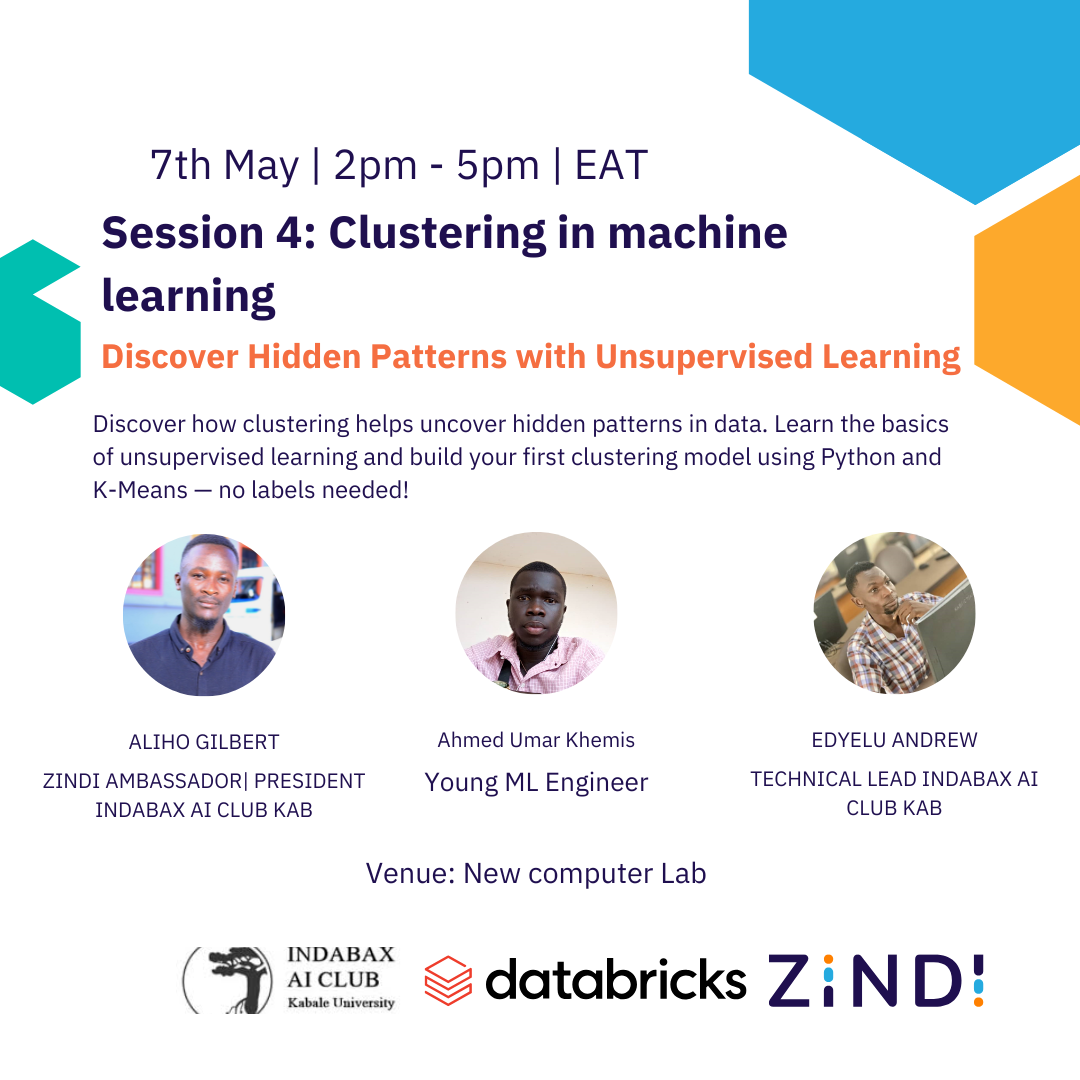 7th May | 2pm - 5pm | EAT
Session 4: Clustering in machine
learning
Discover Hidden Patterns with Unsupervised Learning
Discover how clustering helps uncover hidden patterns in data. Learn the basics
of unsupervised learning and build your first clustering model using Python and
K-Means — no labels needed!
ALIHO GILBERT
ZINDI AMBASSADOR| PRESIDENT
INDABAX AI CLUB KAB
Ahmed Umar Khemis
Young ML Engineer
EDYELU ANDREW
TECHNICAL LEAD INDABAX AI
CLUB KAB
Venue: New computer Lab
INDABAX
AI CLUB
Kabale University
databricks
ZiNDi